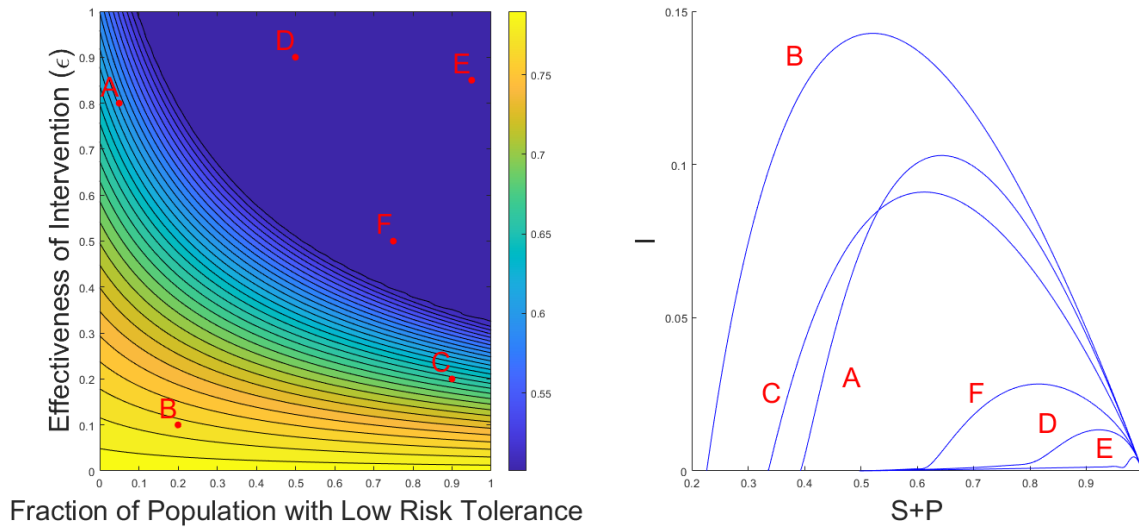 Effectiveness of Intervention (ϵ)
1
0.9
0.8
0.7
0.6
0.5
0.4
0.3
0.2
0.1
0
A
B
C
D
E
F
0 0.1 0.2 0.3 0.4 0.5 0.6 0.7 0.8 0.9 1
Fraction of Population with Low Risk Tolerance
0.75
0.7
0.65
0.6
0.55
I
0.15
0.1
0.05
0
B
C
A
F
D
E
0.2 0.3 0.4 0.5 0.6 0.7 0.8 0.9
S+P